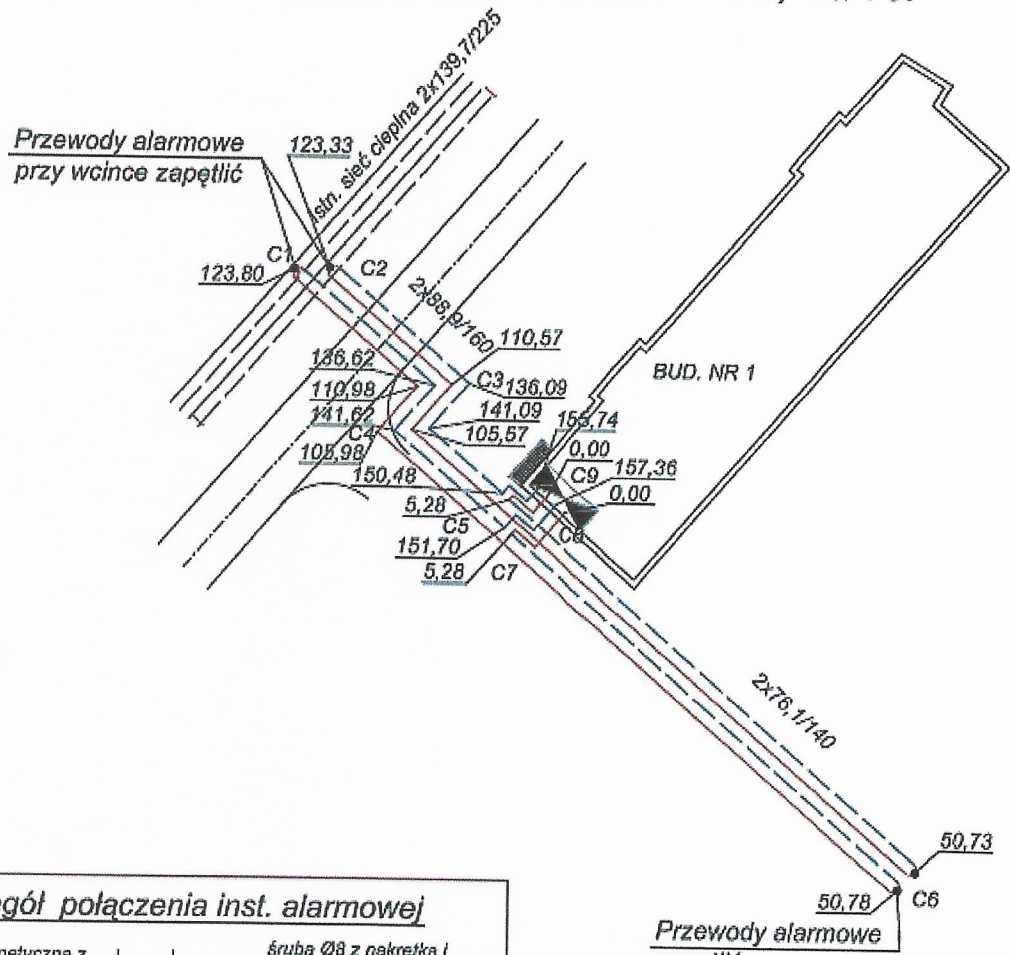 istn. sieć cieplna 2x139,7/225
Przewody alarmowe
przy wcince zapętlić
123,33
C1
C2
123,80
2x88,9/160
110,57
136,62
C3
136,09
110,98
141,62
C4
141,09
105,57
105,98
BUD. NR 1
155,74
0,00
C9
157,36
0,00
150,48
5,28
C5
151,70
5,28
C7
2x76,1/140
50,73
50,78
C6
Przewody alarmowe
połączenia inst. alarmowej
śruba Ø8 z nakrętką i